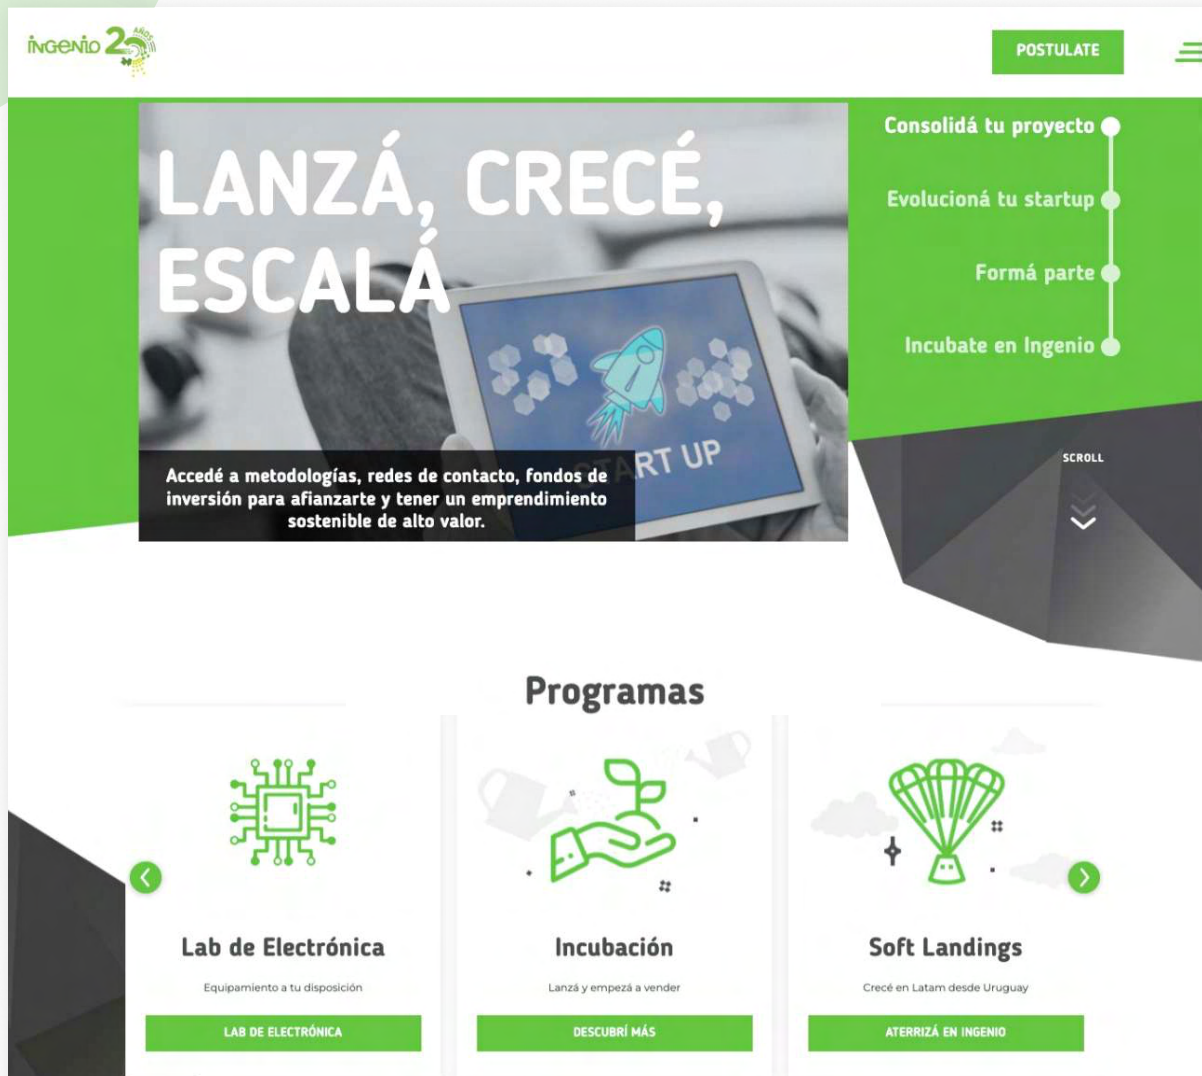 ingenio 20 AÑOS
POSTULATE
LANZÁ, CRECÉ,
ESCALÁ
START UP
Accedé a metodologías, redes de contacto, fondos de
inversión para afianzarte y tener un emprendimiento
sostenible de alto valor.
Consolidá tu proyecto
Evolucioná tu startup
Formá parte
Incubate en Ingenio
SCROLL
Programas
Lab de Electrónica
Equipamiento a tu disposición
LAB DE ELECTRÓNICA
Incubación
Lanzá y empezá a vender
DESCUBRÍ MÁS
Soft Landings
Crecé en Latam desde Uruguay
ATERRIZÁ EN INGENIO